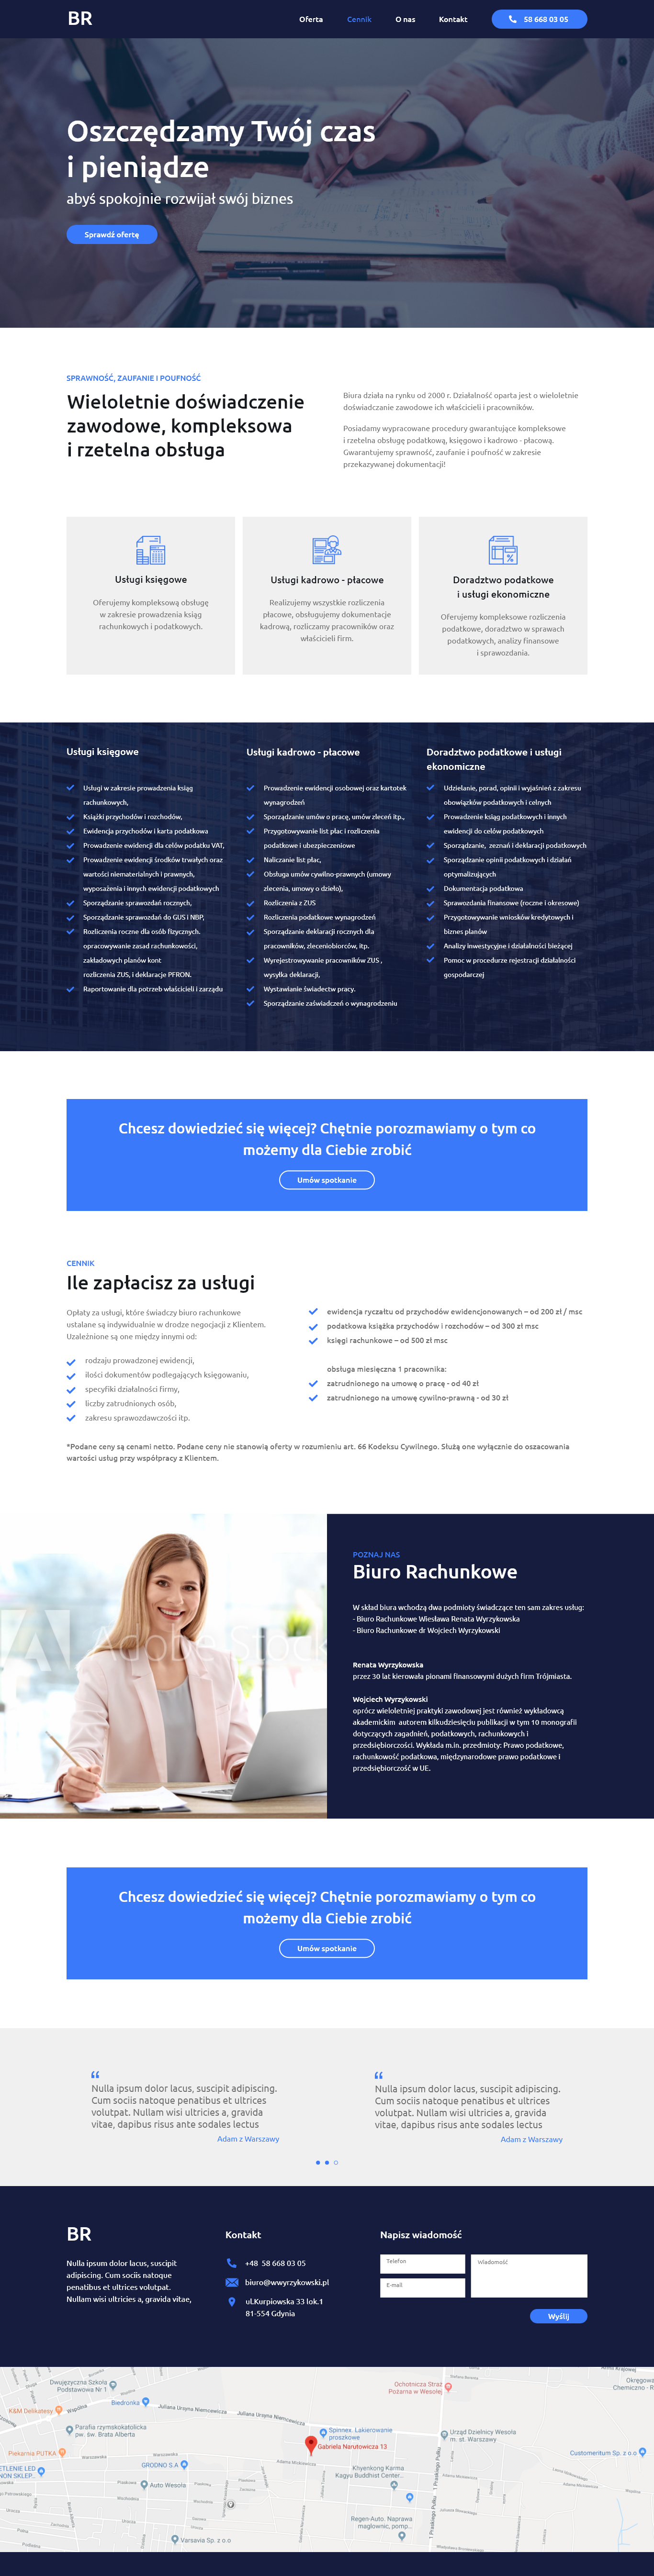 BR
Oferta
Cennik
O nas
Kontakt
58 668 03 05
Oszczędzamy Twój czas
i pieniądze
abyś spokojnie rozwijał swój biznes
Sprawdź ofertę
SPRAWNOŚĆ, ZAUFANIE I POUFNOŚĆ
Wieloletnie doświadczenie
zawodowe, kompleksowa
i rzetelna obsługa
Biura działa na rynku od 2000 r. Działalność oparta jest o wieloletnie
doświadczanie zawodowe ich właścicieli i pracowników.
Posiadamy wypracowane procedury gwarantujące kompleksowe
i rzetelna obsługę podatkową, księgowo i kadrowo - płacową.
Gwarantujemy sprawność, zaufanie i poufność w zakresie
przekazywanej dokumentacji!
Usługi księgowe
Oferujemy kompleksową obsługę
w zakresie prowadzenia ksiąg
rachunkowych i podatkowych.
Usługi kadrowo - płacowe
Realizujemy wszystkie rozliczenia
płacowe, obsługujemy dokumentacje
kadrową, rozliczamy pracowników oraz
właścicieli firm.
Doradztwo podatkowe
i usługi ekonomiczne
Oferujemy kompleksowe rozliczenia
podatkowe, doradztwo w sprawach
podatkowych, analizy finansowe
i sprawozdania.
Usługi księgowe
Usługi w zakresie prowadzenia ksiąg
rachunkowych,
Książki przychodów i rozchodów,
Ewidencja przychodów i karta podatkowa
Prowadzenie ewidencji dla celów podatku VAT,
Prowadzenie ewidencji środków trwałych oraz
wartości niematerialnych i prawnych,
wyposażenia i innych ewidencji podatkowych
Sporządzanie sprawozdań rocznych,
Sporządzanie sprawozdań do GUS i NBP,
Rozliczenia roczne dla osób fizycznych.
opracowywanie zasad rachunkowości,
zakładowych planów kont
rozliczenia ZUS, i deklaracje PFRON.
Raportowanie dla potrzeb właścicieli i zarządu
Usługi kadrowo - płacowe
Prowadzenie ewidencji osobowej oraz kartotek
wynagrodzeń
Sporządzanie umów o pracę, umów zleceń itp.,
Przygotowywanie list płac i rozliczenia
podatkowe i ubezpieczeniowe
Naliczanie list płac,
Obsługa umów cywilno-prawnych (umowy
zlecenia, umowy o dzieło),
Rozliczenia z ZUS
Rozliczenia podatkowe wynagrodzeń
Sporządzanie deklaracji rocznych dla
pracowników, zleceniobiorców, itp.
Wyrejestrowywanie pracowników ZUS ,
wysyłka deklaracji,
Wystawianie świadectw pracy.
Sporządzanie zaświadczeń o wynagrodzeniu
Doradztwo podatkowe i usługi
ekonomiczne
Udzielanie, porad, opinii i wyjaśnień z zakresu
obowiązków podatkowych i celnych
Prowadzenie ksiąg podatkowych i innych
ewidencji do celów podatkowych
Sporządzanie, zeznań i deklaracji podatkowych
Sporządzanie opinii podatkowych i działań
optymalizujących
Dokumentacja podatkowa
Sprawozdania finansowe (roczne i okresowe)
Przygotowywanie wniosków kredytowych i
biznes planów
Analizy inwestycyjne i działalności bieżącej
Pomoc w procedurze rejestracji działalności
gospodarczej
Chcesz dowiedzieć się więcej? Chętnie porozmawiamy o tym co
możemy dla Ciebie zrobić
Umów spotkanie
CENNIK
Ile zapłacisz za usługi
Opłaty za usługi, które świadczy biuro rachunkowe
ustalane są indywidualnie w drodze negocjacji z Klientem.
Uzależnione są one między innymi od:
rodzaju prowadzonej ewidencji,
ilości dokumentów podlegających księgowaniu,
specyfiki działalności firmy,
liczby zatrudnionych osób,
zakresu sprawozdawczości itp.
ewidencja ryczałtu od przychodów ewidencjonowanych – od 200 zł / msc
podatkowa książka przychodów i rozchodów – od 300 zł msc
księgi rachunkowe – od 500 zł msc
obsługa miesięczna 1 pracownika:
zatrudnionego na umowę o pracę - od 40 zł
zatrudnionego na umowę cywilno-prawną - od 30 zł
*Podane ceny są cenami netto. Podane ceny nie stanowią oferty w rozumieniu art. 66 Kodeksu Cywilnego. Służą one wyłącznie do oszacowania
wartości usług przy współpracy z Klientem.
Adobe Stock
POZNAJ NAS
Biuro Rachunkowe
W skład biura wchodzą dwa podmioty świadczące ten sam zakres usług:
- Biuro Rachunkowe Wiesława Renata Wyrzykowska
- Biuro Rachunkowe dr Wojciech Wyrzykowski
Renata Wyrzykowska
przez 30 lat kierowała pionami finansowymi dużych firm Trójmiasta.
Wojciech Wyrzykowski
oprócz wieloletniej praktyki zawodowej jest również wykładowcą
akademickim autorem kilkudziesięciu publikacji w tym 10 monografii
dotyczących zagadnień, podatkowych, rachunkowych i
przedsiębiorczości. Wykłada m.in. przedmioty: Prawo podatkowe,
rachunkowość podatkowa, międzynarodowe prawo podatkowe i
przedsiębiorczość w UE.
Chcesz dowiedzieć się więcej? Chętnie porozmawiamy o tym co
możemy dla Ciebie zrobić
Umów spotkanie
“
Nulla ipsum dolor lacus, suscipit adipiscing.
Cum sociis natoque penatibus et ultrices
volutpat. Nullam wisi ultricies a, gravida
vitae, dapibus risus ante sodales lectus
Adam z Warszawy
“
Nulla ipsum dolor lacus, suscipit adipiscing.
Cum sociis natoque penatibus et ultrices
volutpat. Nullam wisi ultricies a, gravida
vitae, dapibus risus ante sodales lectus
Adam z Warszawy
BR
Nulla ipsum dolor lacus, suscipit
adipiscing. Cum sociis natoque
penatibus et ultrices volutpat.
Nullam wisi ultricies a, gravida vitae,
Kontakt
+48 58 668 03 05
biuro@wwyrzykowski.pl
ul.Kurpiowska 33 lok.1
81-554 Gdynia
Napisz wiadomość
Telefon
E-mail
Wiadomość
Wyślij
Dwujęzyczna Szkoła
Podstawowa Nr 1
Biedronka
K&M Delikatesy
Parafia rzymskokatolicka
pw. św. Brata Alberta
Piekarnia PUTKA
GRODNO S.A
Auto Wesoła
Varsavia Sp. z o.o
Juliana Ursyna Niemcewicza
Juliana Ursyna Niemcewicza
Spinnex. Lakierowanie
proszkowe
Gabriela Narutowicza 13
Khyenkong Karma
Kagyu Buddhist Center...
Regen-Auto. Naprawa
maglownic, pomp...
Ochotnicza Straż
Pożarna w Wesołej
Urząd Dzielnicy Wesoła
m. st. Warszawy
Customeritum Sp. z o.o
1 Praskiego Pułku
1 Praskiego Pułku